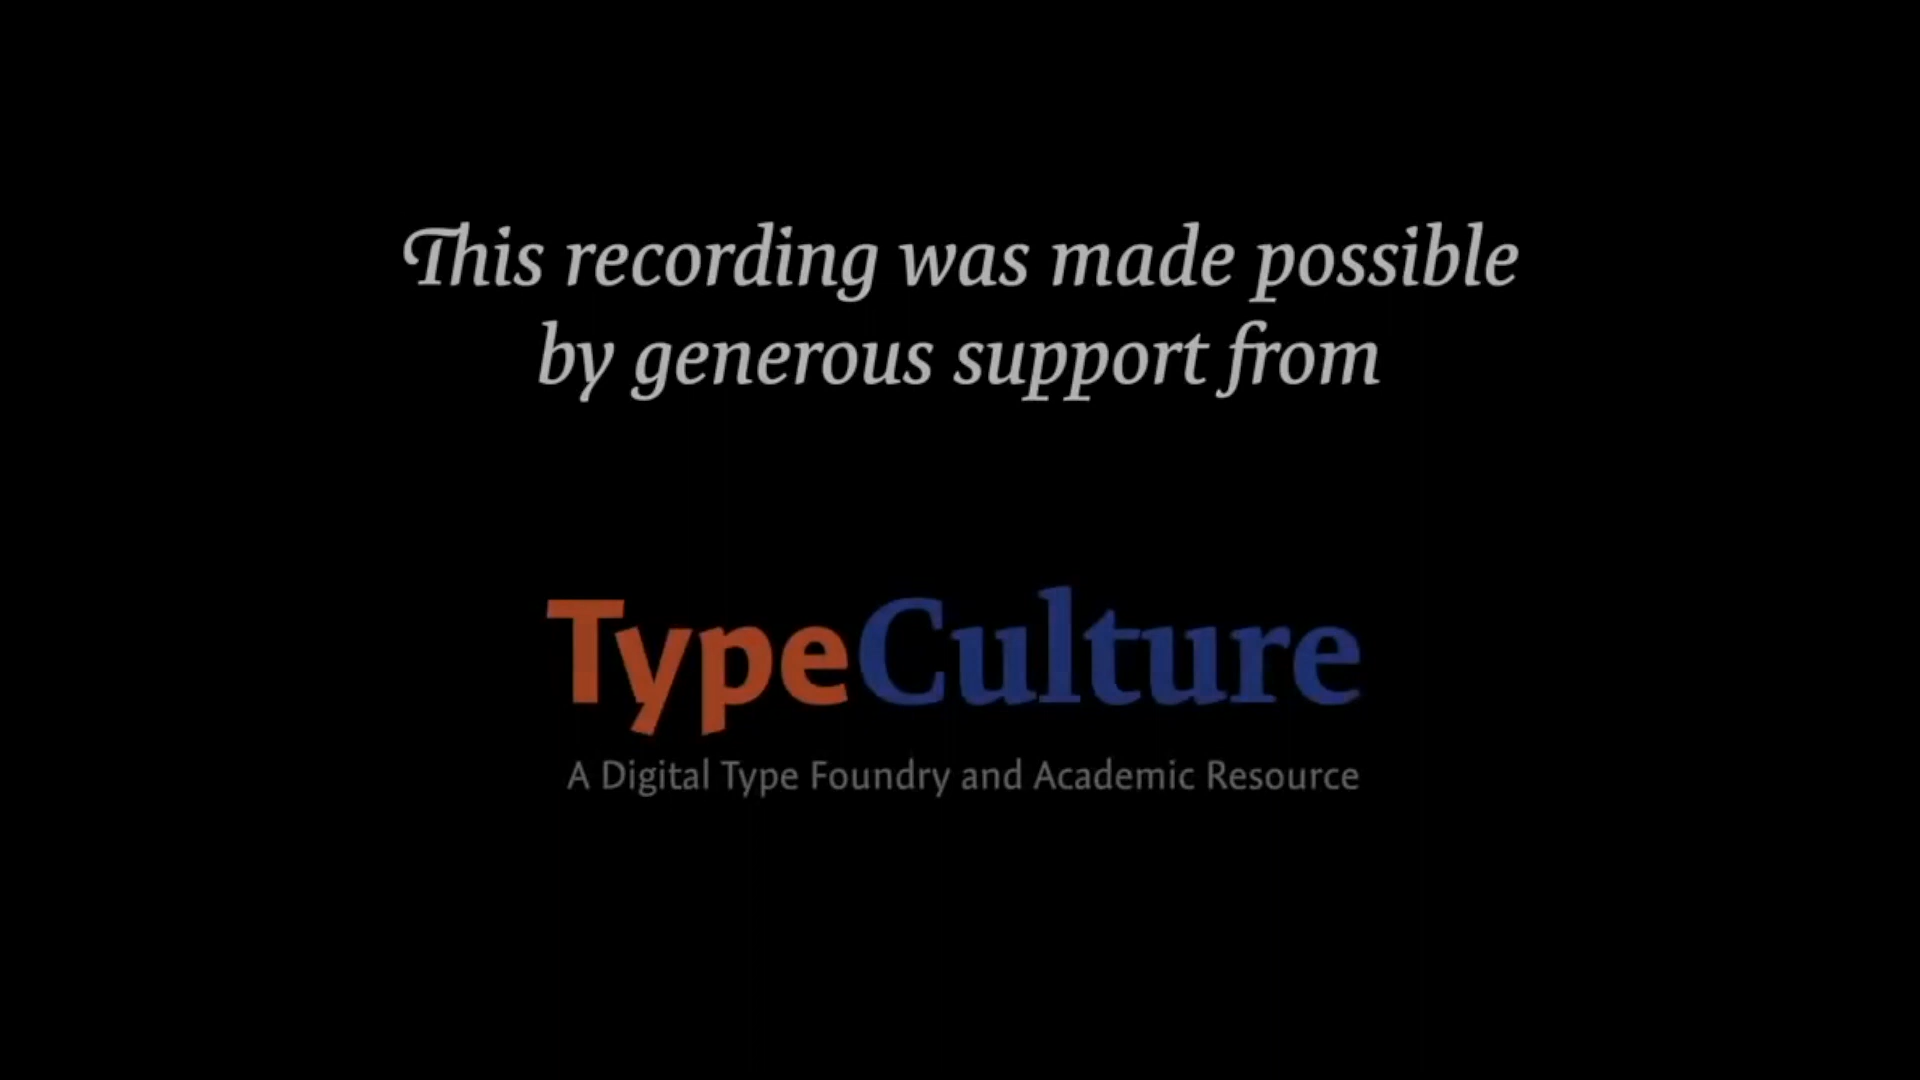 This recording was made possible
by generous support from
TypeCulture
A Digital Type Foundry and Academic Resource